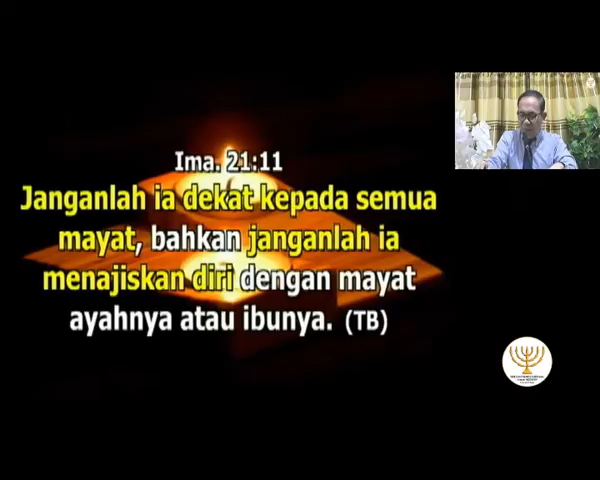 Ima. 21:11
Janganlah ia dekat kepada semua
mayat, bahkan janganlah ia
menajiskan diri dengan mayat
ayahnya atau ibunya. (TB)